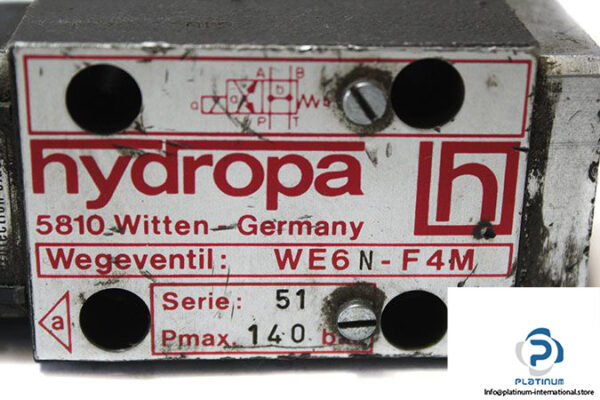 A B
a a b
P T
hydropa h
5810 Witten - Germany
Wegeventil: WE6N-F4M
a Serie: 51
Pmax. 140
PLATINUM
Info@platinum-international.store